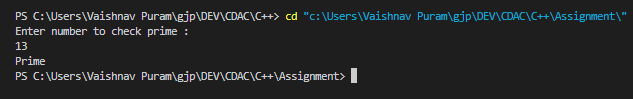 PS C:\Users\Vaishnav Puram\gjp\DEV\CDAC\C++> cd "c:\Users\Vaishnav Puram\gjp\DEV\CDAC\C++\Assignment\"
Enter number to check prime :
13
Prime
PS C:\Users\Vaishnav Puram\gjp\DEV\CDAC\C++\Assignment>